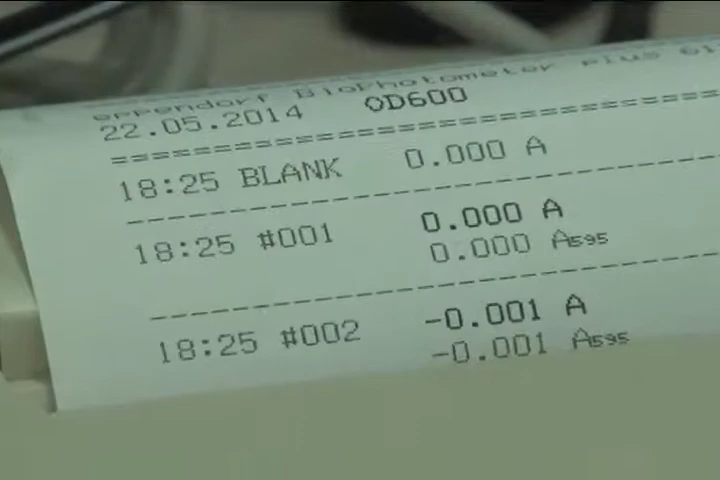 eppendorf BioPhotometer plus 61
22.05.2014 OD600
==============================
18:25 BLANK 0.000 A
------------------------------
18:25 #001 0.000 A
0.000 A595
------------------------------
18:25 #002 -0.001 A
-0.001 A595